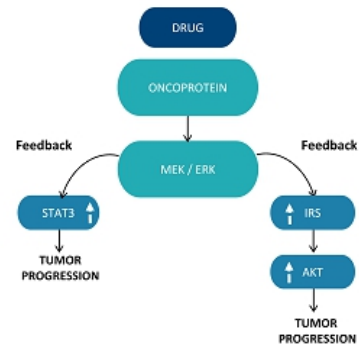 DRUG
ONCOPROTEIN
Feedback
Feedback
MEK / ERK
STAT3
IRS
TUMOR
PROGRESSION
AKT
TUMOR
PROGRESSION